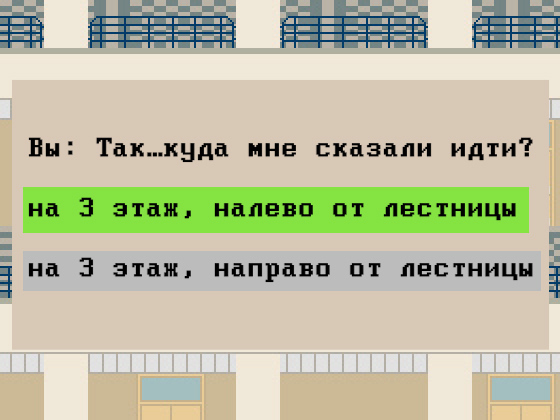 Вы: Так…куда мне сказали идти?
на 3 этаж, налево от лестницы
на 3 этаж, направо от лестницы